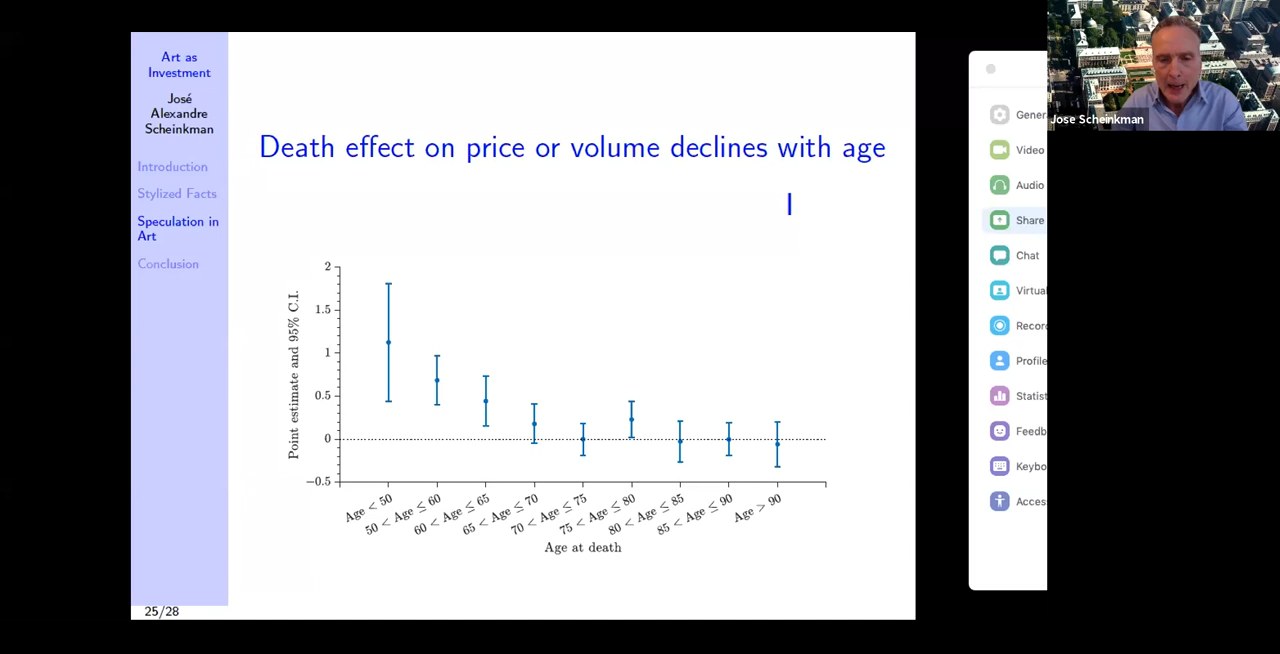 Art as
Investment
José
Alexandre
Scheinkman
Introduction
Stylized Facts
Speculation in
Art
Conclusion
25/28
Death effect on price or volume declines with age
I
Point estimate and 95% C.I.
2
1.5
1
0.5
0
−0.5
Age < 50
50 < Age ≤ 60
60 < Age ≤ 65
65 < Age ≤ 70
70 < Age ≤ 75
75 < Age ≤ 80
80 < Age ≤ 85
85 < Age ≤ 90
Age > 90
Age at death
Gener
Video
Audio
Share
Chat
Virtual
Record
Profile
Statist
Feedb
Keybo
Acces
Jose Scheinkman